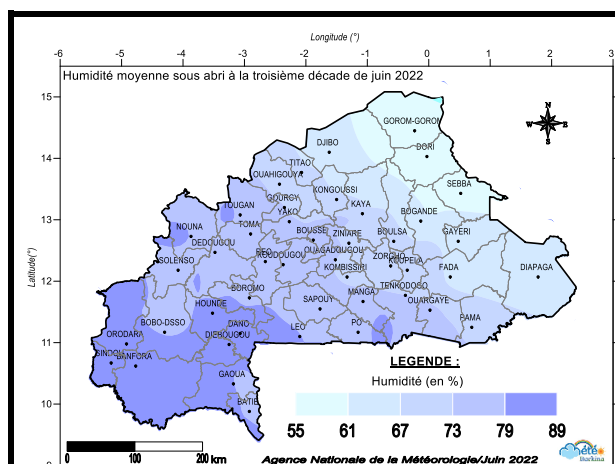 Longitude (°)
-6 -5 -4 -3 -2 -1 0 1 2 3
Humidité moyenne sous abri à la troisième décade de juin 2022
15
GOROM-GOROM
N
W E
S
DJIBO
DORI
14
TITAO
OUAHIGOUYA
KONGOUSSI
SEBBA
GOURCY
KAYA
TOUGAN
YAKO
BOGANDE
13
NOUNA
TOMA
BOUSSE
ZINIARE
BOULSA
GAYERI
DEDOUGOU
REO
KOUDOUGOU
OUAGADOUGOU
ZORGHO
KOUPELA
SOLENSO
KOMBISSIRI
FADA
DIAPAGA
12
Latitude(°)
BOROMO
MANGA
TENKODOGO
HOUNDE
SAPOUY
OUARGAYE
BOBO-DSSO
DANO
LEO
PO
PAMA
ORODARA
DIEBOUGOU
11
SINDOU
BANFORA
LEGENDE :
GAOUA
Humidité (en %)
10
BATIE
55 61 67 73 79 89
0 100 200 km
Météo
Burkina
Agence Nationale de la Météorologie/Juin 2022